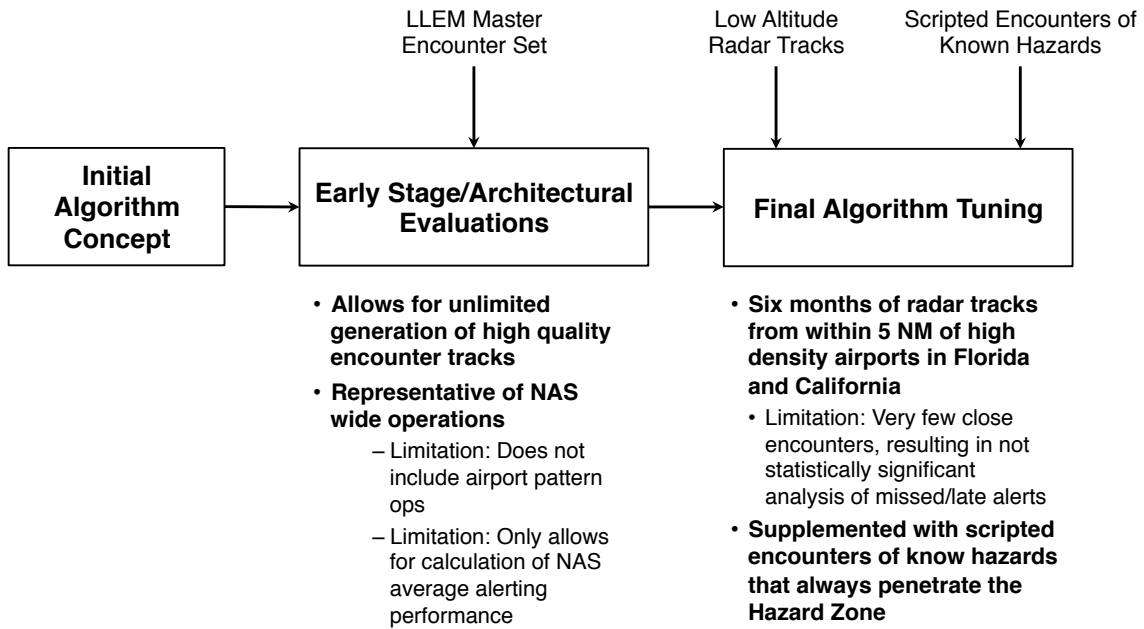 LLEM Master
Encounter Set
Low Altitude
Radar Tracks
Scripted Encounters of
Known Hazards
Initial
Algorithm
Concept
Early Stage/Architectural
Evaluations
Final Algorithm Tuning
• Allows for unlimited
generation of high quality
encounter tracks
• Representative of NAS
wide operations
– Limitation: Does not
include airport pattern
ops
– Limitation: Only allows
for calculation of NAS
average alerting
performance
• Six months of radar tracks
from within 5 NM of high
density airports in Florida
and California
• Limitation: Very few close
encounters, resulting in not
statistically significant
analysis of missed/late alerts
• Supplemented with scripted
encounters of know hazards
that always penetrate the
Hazard Zone